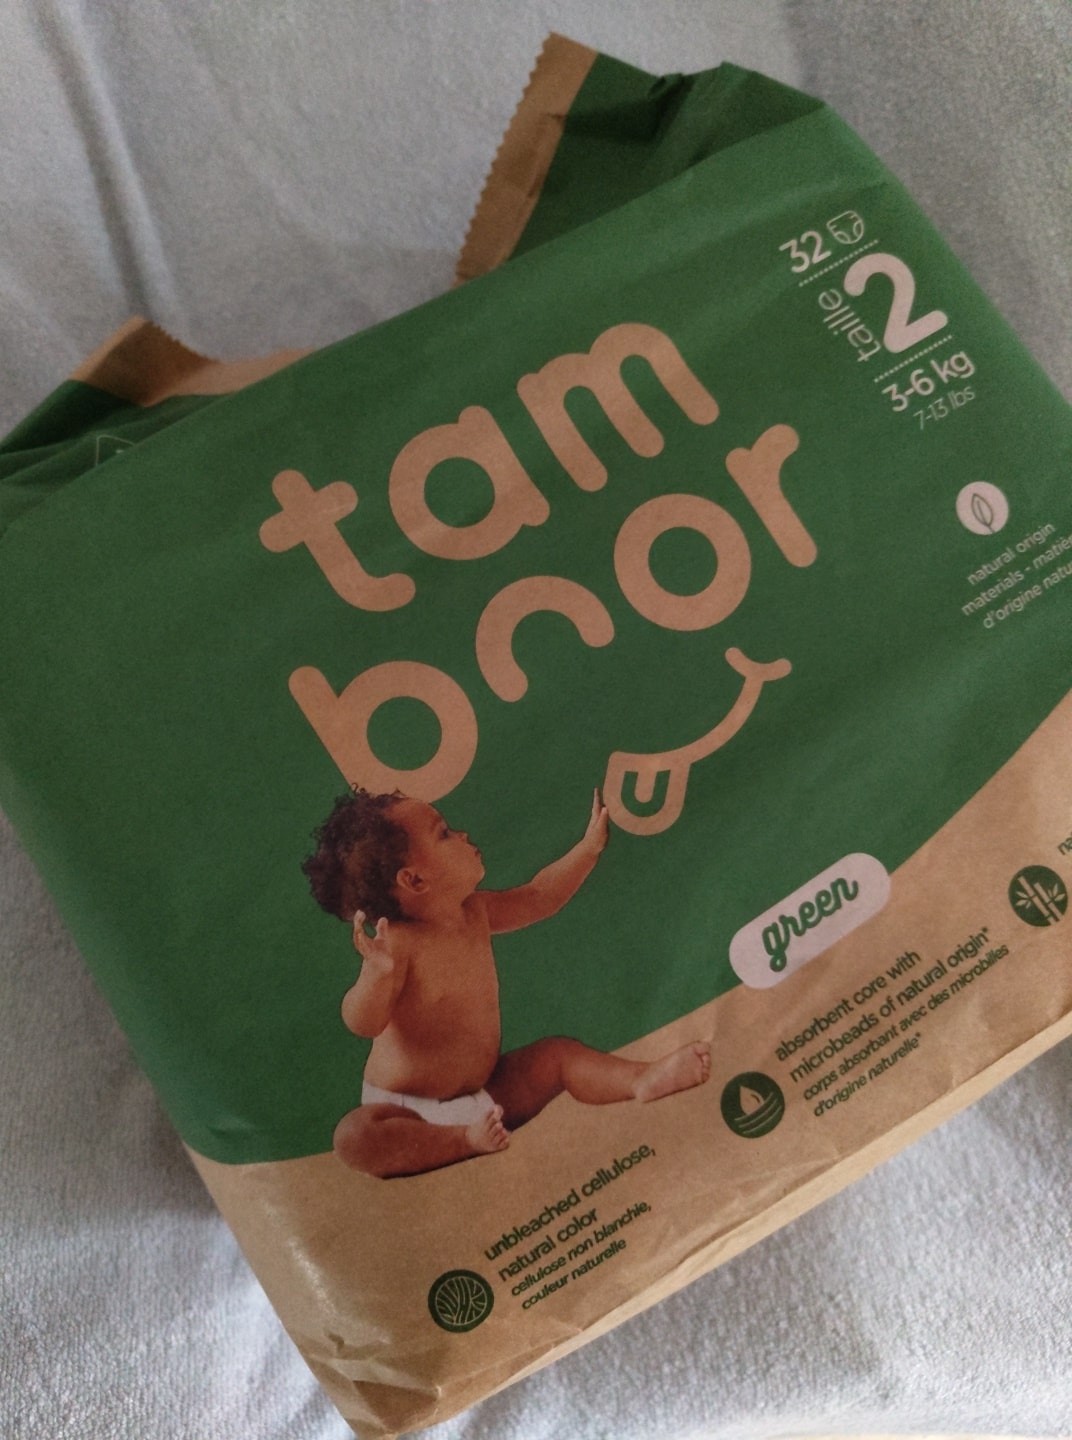 32
taille 2
3-6 kg
7-13 lbs
tam
boor
natural origin
materials -
d'origine
green
absorbent core with
microbeads of natural origin*
corps absorbant avec des microbilles
d'origine naturelle*
unbleached cellulose,
natural color
cellulose non blanchie,
couleur naturelle